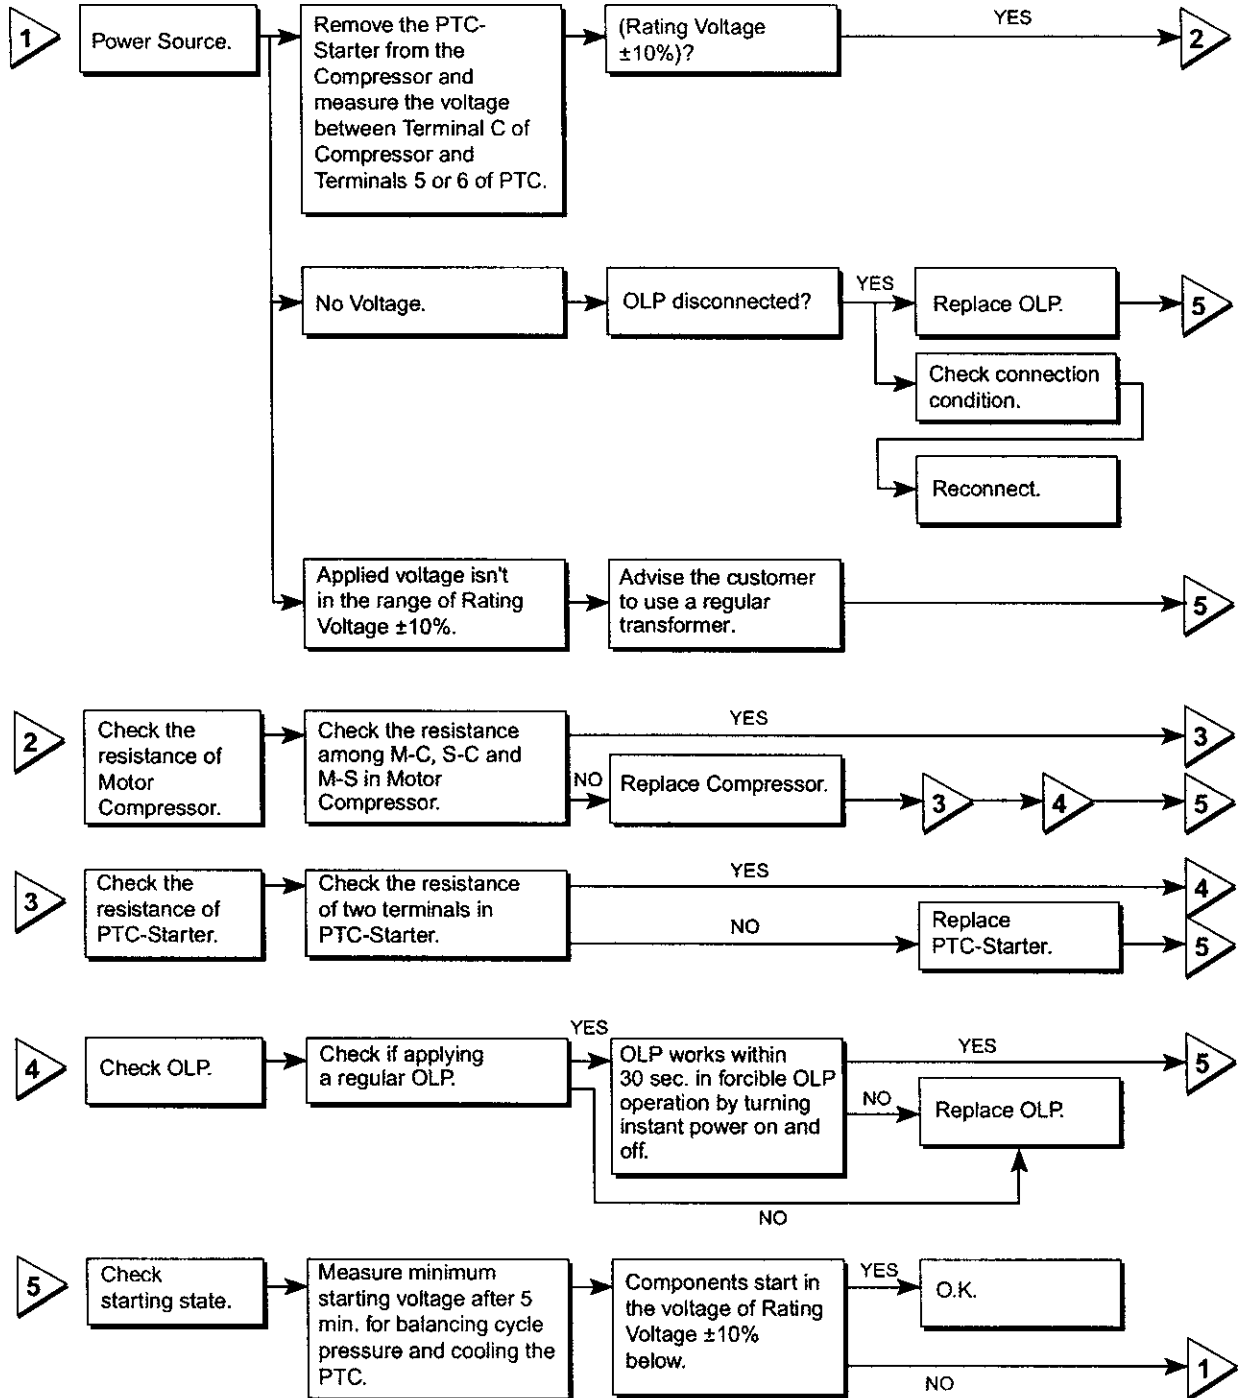 1
Power Source.
Remove the PTC-
Starter from the
Compressor and
measure the voltage
between Terminal C of
Compressor and
Terminals 5 or 6 of PTC.
(Rating Voltage
±10%)?
YES
2
No Voltage.
OLP disconnected?
YES
Replace OLP.
5
Check connection
condition.
Reconnect.
Applied voltage isn't
in the range of Rating
Voltage ±10%.
Advise the customer
to use a regular
transformer.
5
2
Check the
resistance of
Motor
Compressor.
Check the resistance
among M-C, S-C and
M-S in Motor
Compressor.
YES
3
NO
Replace Compressor.
3
4
5
3
Check the
resistance of
PTC-Starter.
Check the resistance
of two terminals in
PTC-Starter.
YES
4
NO
Replace
PTC-Starter.
5
4
Check OLP.
Check if applying
a regular OLP.
YES
OLP works within
30 sec. in forcible OLP
operation by turning
instant power on and
off.
YES
5
NO
Replace OLP.
NO
5
Check
starting state.
Measure minimum
starting voltage after 5
min. for balancing cycle
pressure and cooling the
PTC.
Components start in
the voltage of Rating
Voltage ±10%
below.
YES
O.K.
NO
1